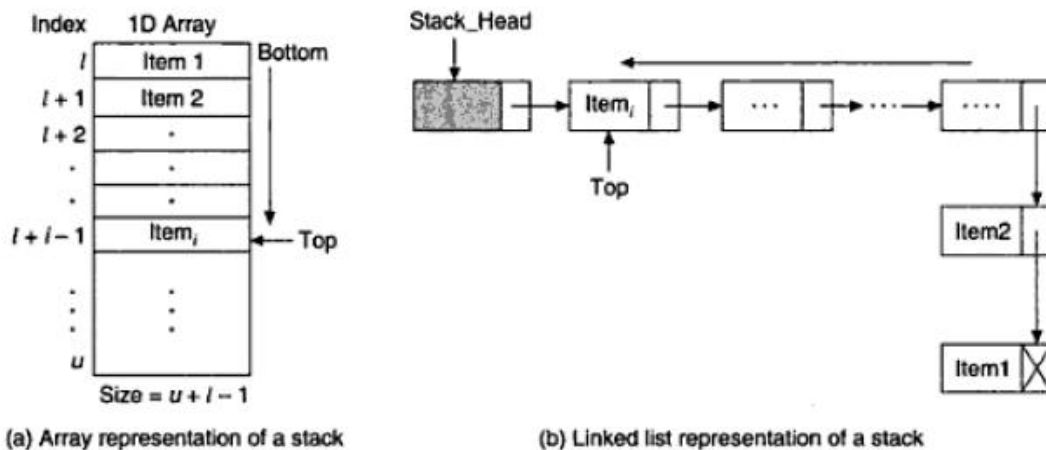 Index 1D Array
l Item 1 Bottom
l + 1 Item 2
l + 2 .
. .
. .
l + i – 1 Itemᵢ Top
. .
. .
. .
u
Size = u + l – 1
(a) Array representation of a stack
Stack_Head
Itemᵢ ... .... ....
Top
Item2
Item1
(b) Linked list representation of a stack